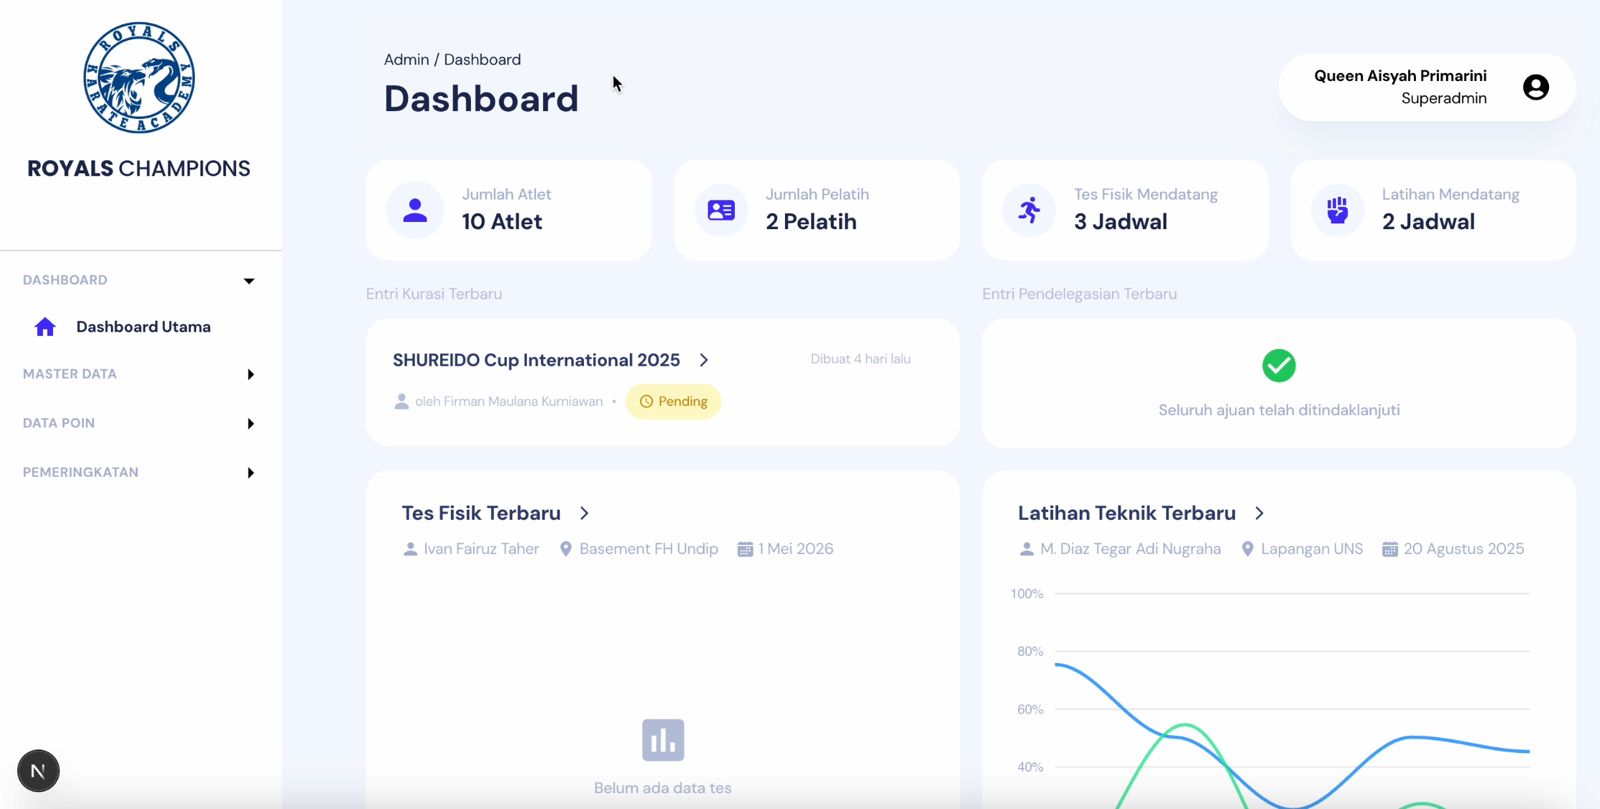 ROYALS
KARATE ACADEMY
ROYALS CHAMPIONS
DASHBOARD
Dashboard Utama
MASTER DATA
DATA POIN
PEMERINGKATAN
N
Admin / Dashboard
Dashboard
Queen Aisyah Primarini
Superadmin
Jumlah Atlet
10 Atlet
Jumlah Pelatih
2 Pelatih
Tes Fisik Mendatang
3 Jadwal
Latihan Mendatang
2 Jadwal
Entri Kurasi Terbaru
SHUREIDO Cup International 2025
Dibuat 4 hari lalu
oleh Firman Maulana Kurniawan • Pending
Entri Pendelegasian Terbaru
Seluruh ajuan telah ditindaklanjuti
Tes Fisik Terbaru
Ivan Fairuz Taher Basement FH Undip 1 Mei 2026
Belum ada data tes
Latihan Teknik Terbaru
M. Diaz Tegar Adi Nugraha Lapangan UNS 20 Agustus 2025
100%
80%
60%
40%